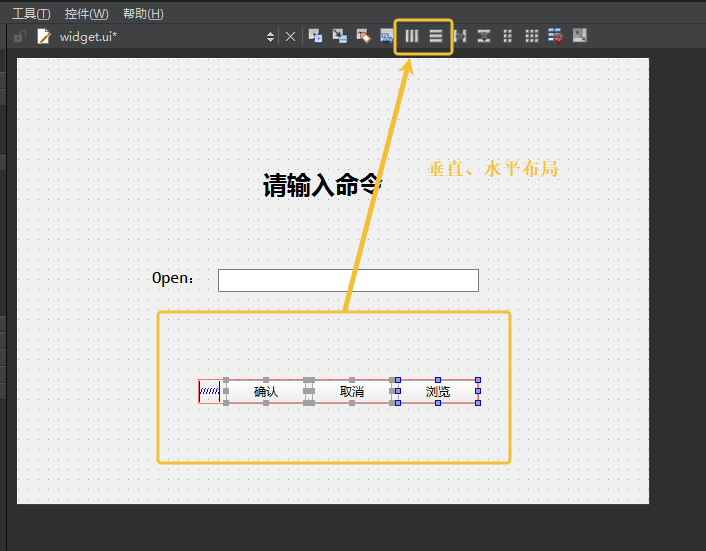 工具(T) 控件(W) 帮助(H)
widget.ui*
垂直、水平布局
请输入命令
Open:
确认 取消 浏览